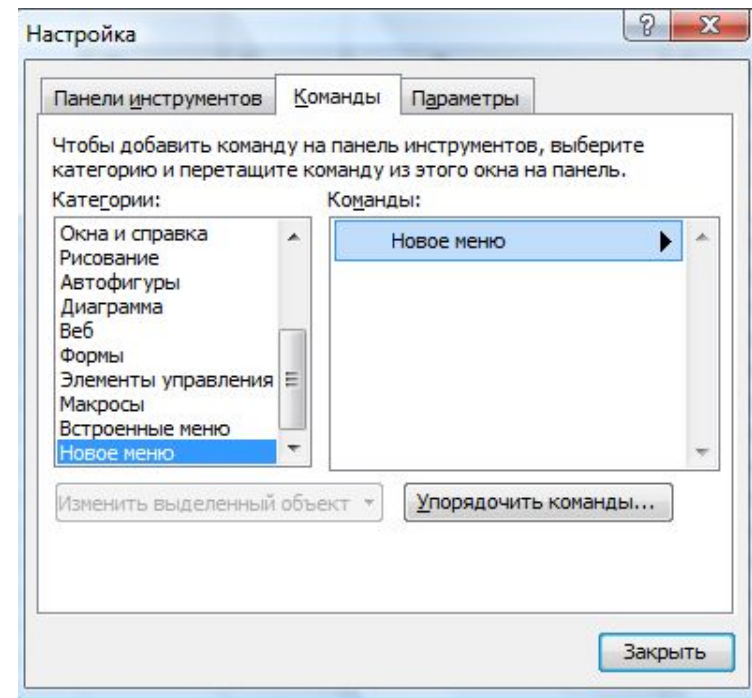 Настройка
Панели инструментов
Команды
Параметры
Чтобы добавить команду на панель инструментов, выберите
категорию и перетащите команду из этого окна на панель.
Категории:
Команды:
Окна и справка
Рисование
Автофигуры
Диаграмма
Веб
Формы
Элементы управления
Макросы
Встроенные меню
Новое меню
Новое меню
Изменить выделенный объект
Упорядочить команды...
Закрыть